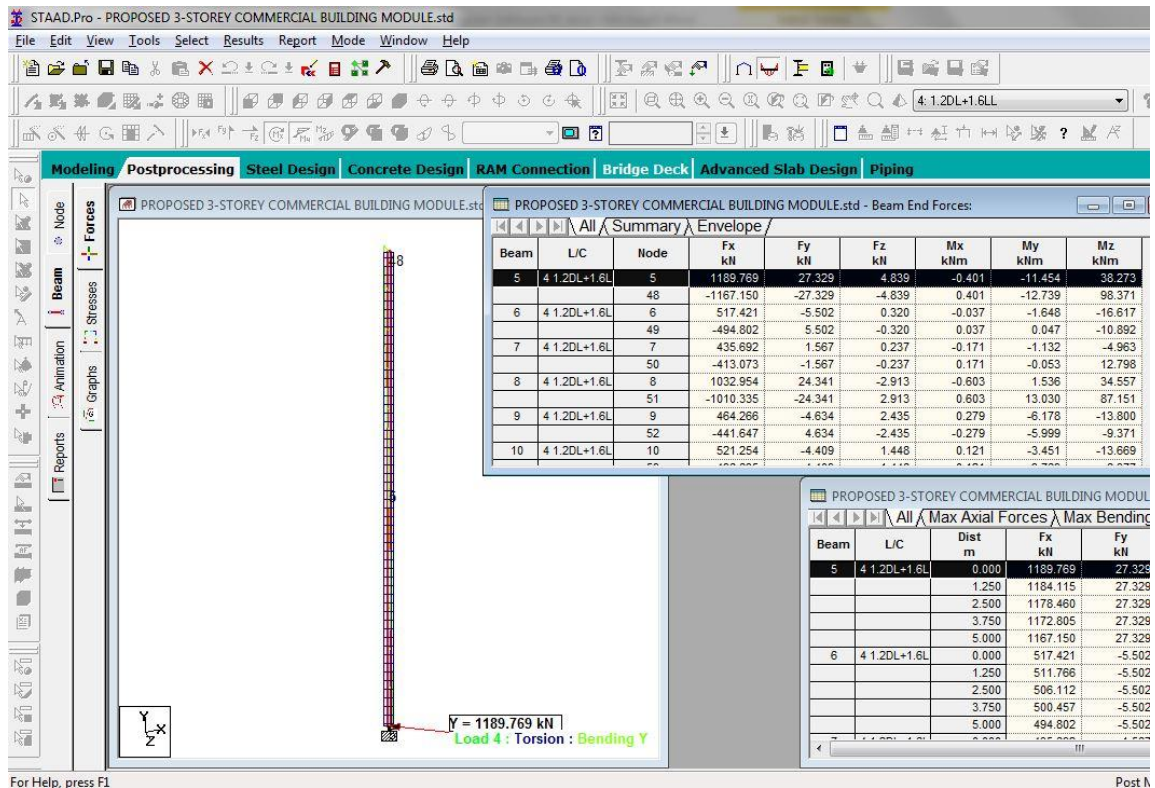 STAAD.Pro - PROPOSED 3-STOREY COMMERCIAL BUILDING MODULE.std
File Edit View Tools Select Results Report Mode Window Help
4: 1.2DL+1.6LL
Modeling Postprocessing Steel Design Concrete Design RAM Connection Bridge Deck Advanced Slab Design Piping
Node
Beam
Animation
Reports
Forces
Stresses
Graphs
PROPOSED 3-STOREY COMMERCIAL BUILDING MODULE.std
48
5
Y = 1189.769 kN
Load 4 : Torsion : Bending Y
Y
X
Z
PROPOSED 3-STOREY COMMERCIAL BUILDING MODULE.std - Beam End Forces:
All Summary Envelope
Beam L/C Node Fx kN Fy kN Fz kN Mx kNm My kNm Mz kNm
5 4 1.2DL+1.6L 5 1189.769 27.329 4.839 -0.401 -11.454 38.273
48 -1167.150 -27.329 -4.839 0.401 -12.739 98.371
6 4 1.2DL+1.6L 6 517.421 -5.502 0.320 -0.037 -1.648 -16.617
49 -494.802 5.502 -0.320 0.037 0.047 -10.892
7 4 1.2DL+1.6L 7 435.692 1.567 0.237 -0.171 -1.132 -4.963
50 -413.073 -1.567 -0.237 0.171 -0.053 12.798
8 4 1.2DL+1.6L 8 1032.954 24.341 -2.913 -0.603 1.536 34.557
51 -1010.335 -24.341 2.913 0.603 13.030 87.151
9 4 1.2DL+1.6L 9 464.266 -4.634 2.435 0.279 -6.178 -13.800
52 -441.647 4.634 -2.435 -0.279 -5.999 -9.371
10 4 1.2DL+1.6L 10 521.254 -4.409 1.448 0.121 -3.451 -13.669
PROPOSED 3-STOREY COMMERCIAL BUILDING MODUL
All Max Axial Forces Max Bending
Beam L/C Dist m Fx kN Fy kN
5 4 1.2DL+1.6L 0.000 1189.769 27.329
1.250 1184.115 27.329
2.500 1178.460 27.329
3.750 1172.805 27.329
5.000 1167.150 27.329
6 4 1.2DL+1.6L 0.000 517.421 -5.502
1.250 511.766 -5.502
2.500 506.112 -5.502
3.750 500.457 -5.502
5.000 494.802 -5.502
For Help, press F1
Post M